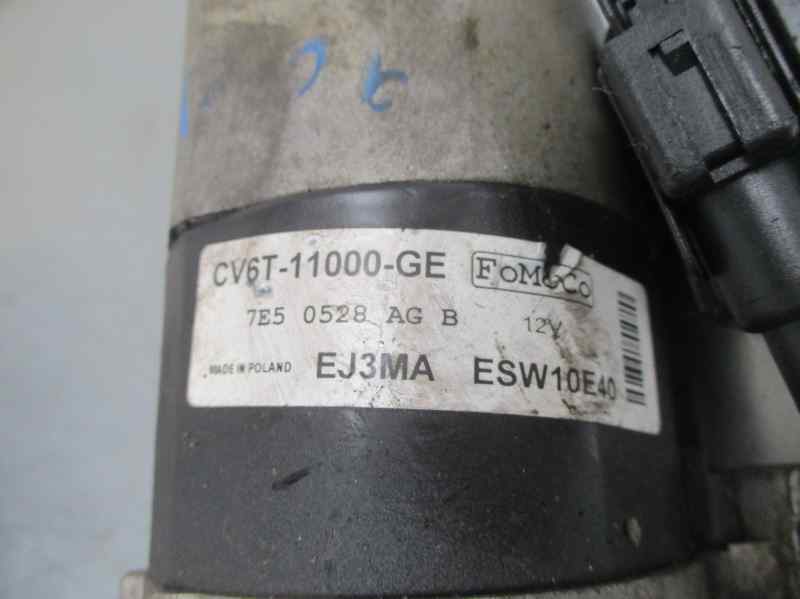 CV6T-11000-GE FoMoCo
7E5 0528 AG B 12V
MADE IN POLAND EJ3MA ESW10E40